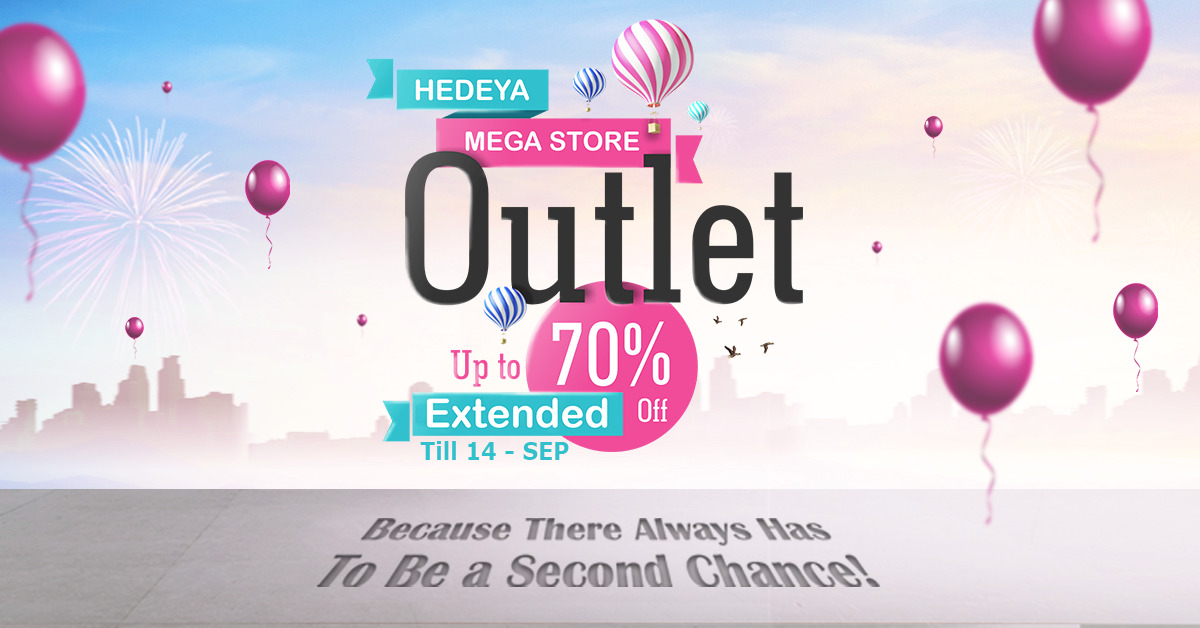 HEDEYA
MEGA STORE
Outlet
Up to 70%
Off
Extended
Till 14 - SEP
Because There Always Has
To Be a Second Chance!